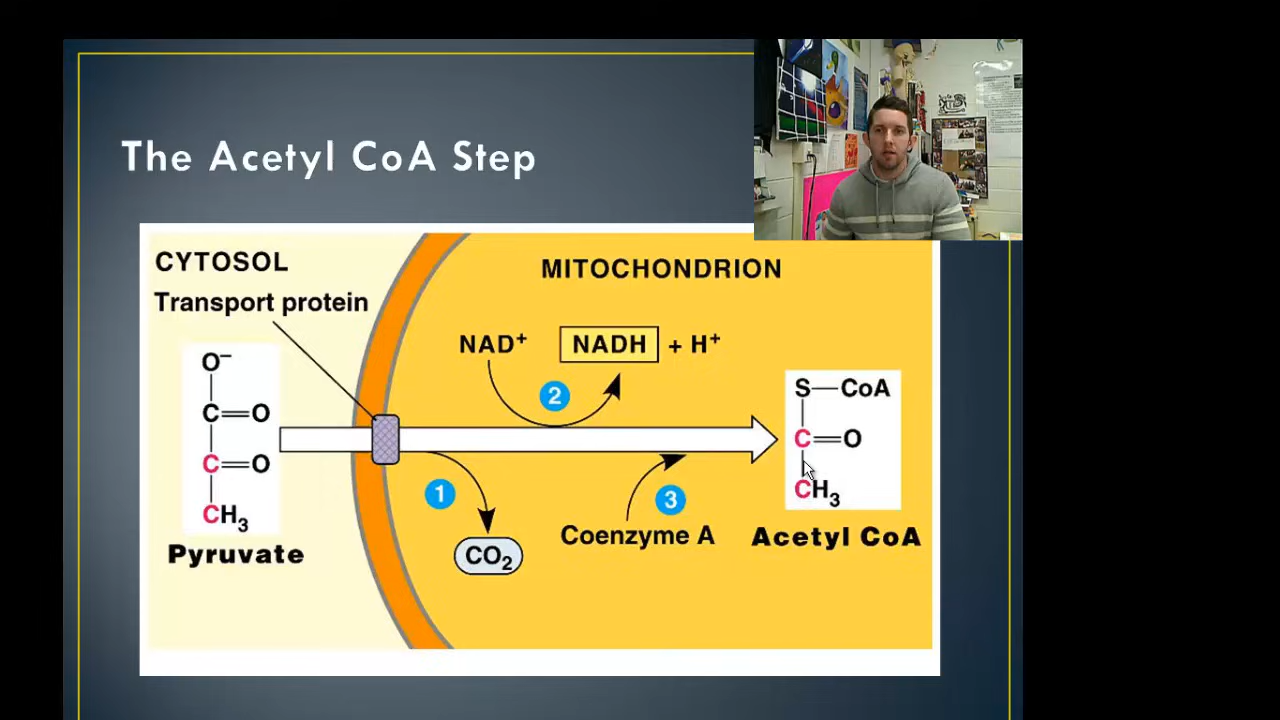 The Acetyl CoA Step
CYTOSOL
Transport protein
MITOCHONDRION
NAD⁺
NADH
+ H⁺
2
O⁻
C=O
C=O
CH₃
Pyruvate
1
CO₂
3
Coenzyme A
S—CoA
C=O
CH₃
Acetyl CoA